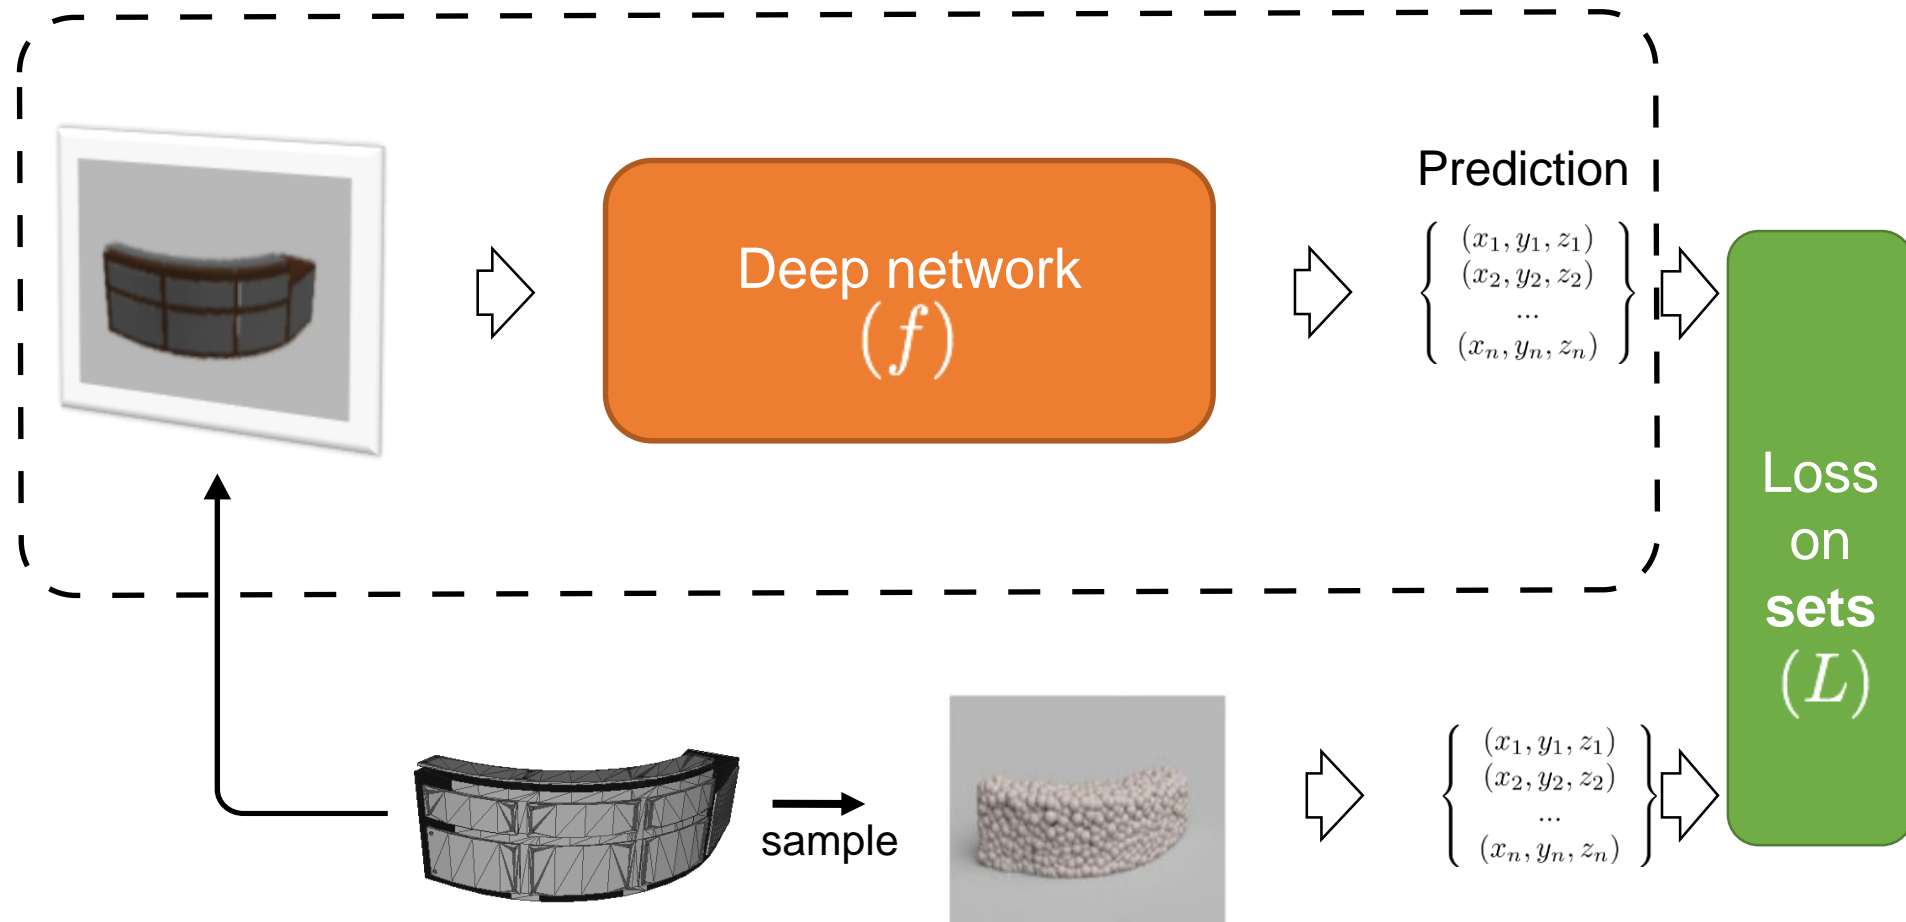 Deep network
(f)
Prediction
(x₁, y₁, z₁)
(x₂, y₂, z₂)
...
(xₙ, yₙ, zₙ)
Loss
on
sets
(L)
sample
(x₁, y₁, z₁)
(x₂, y₂, z₂)
...
(xₙ, yₙ, zₙ)